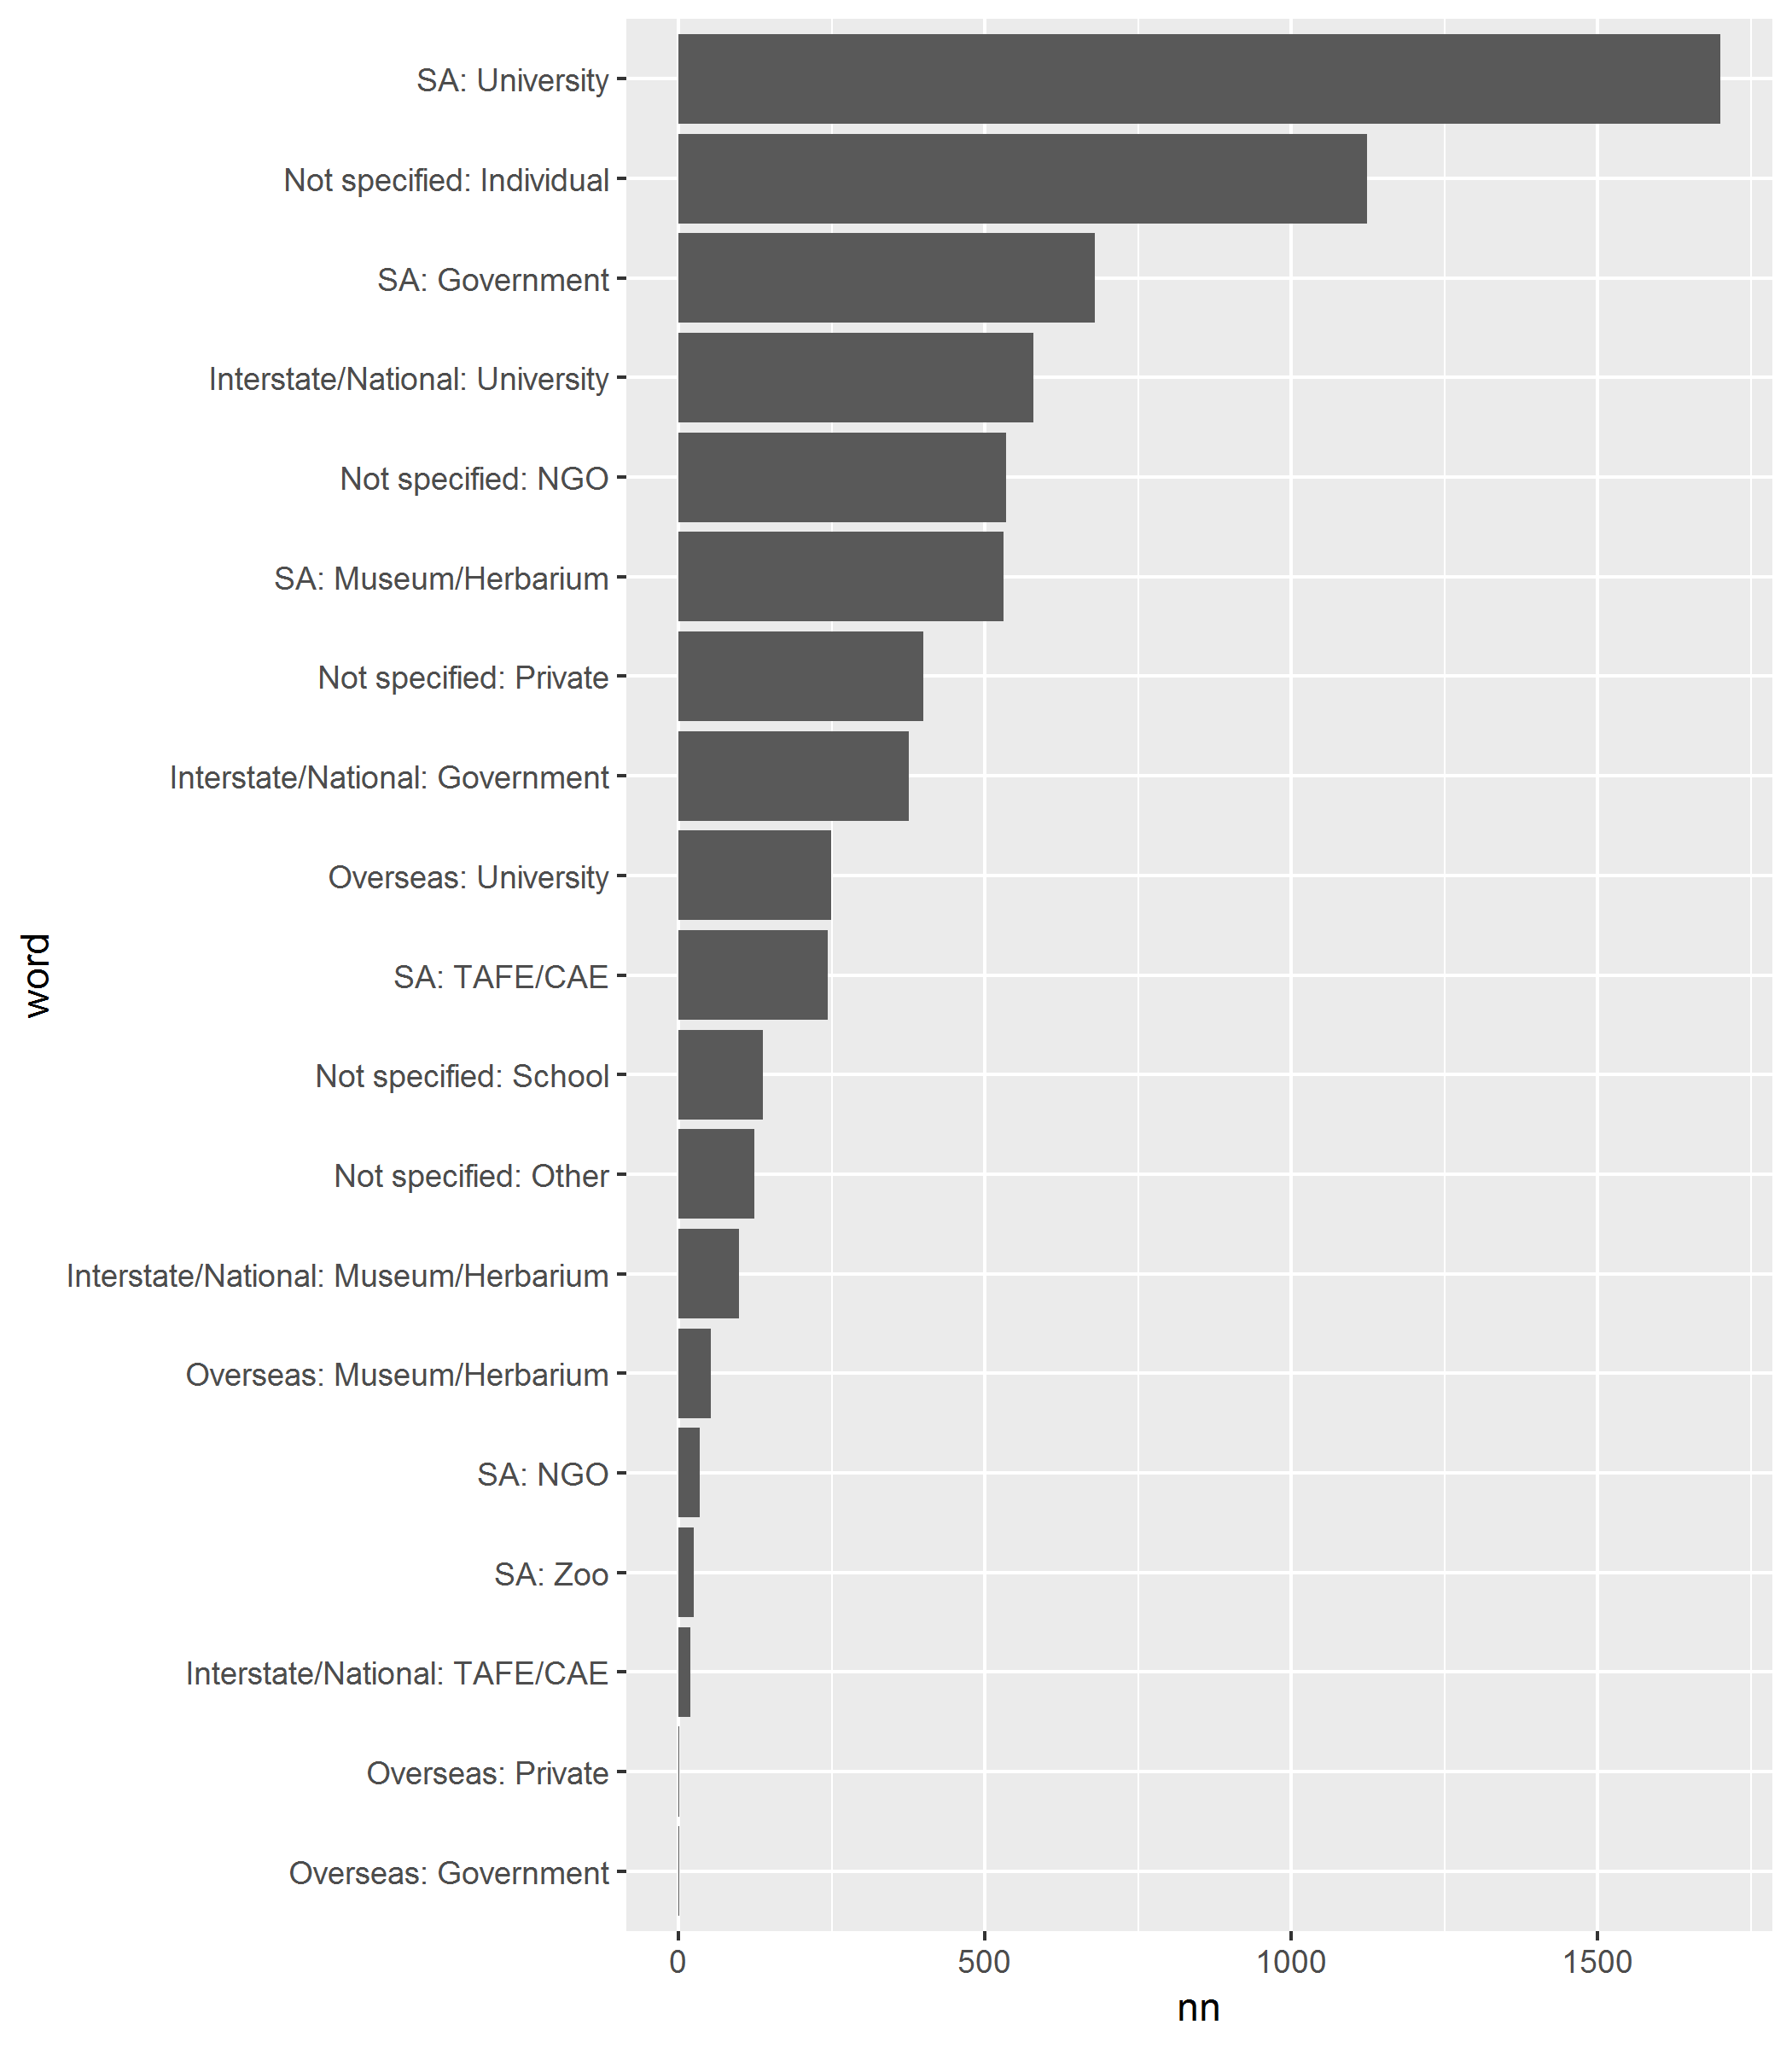 SA: University
Not specified: Individual
SA: Government
Interstate/National: University
Not specified: NGO
SA: Museum/Herbarium
Not specified: Private
Interstate/National: Government
Overseas: University
SA: TAFE/CAE
Not specified: School
Not specified: Other
Interstate/National: Museum/Herbarium
Overseas: Museum/Herbarium
SA: NGO
SA: Zoo
Interstate/National: TAFE/CAE
Overseas: Private
Overseas: Government
word
0 500 1000 1500
nn